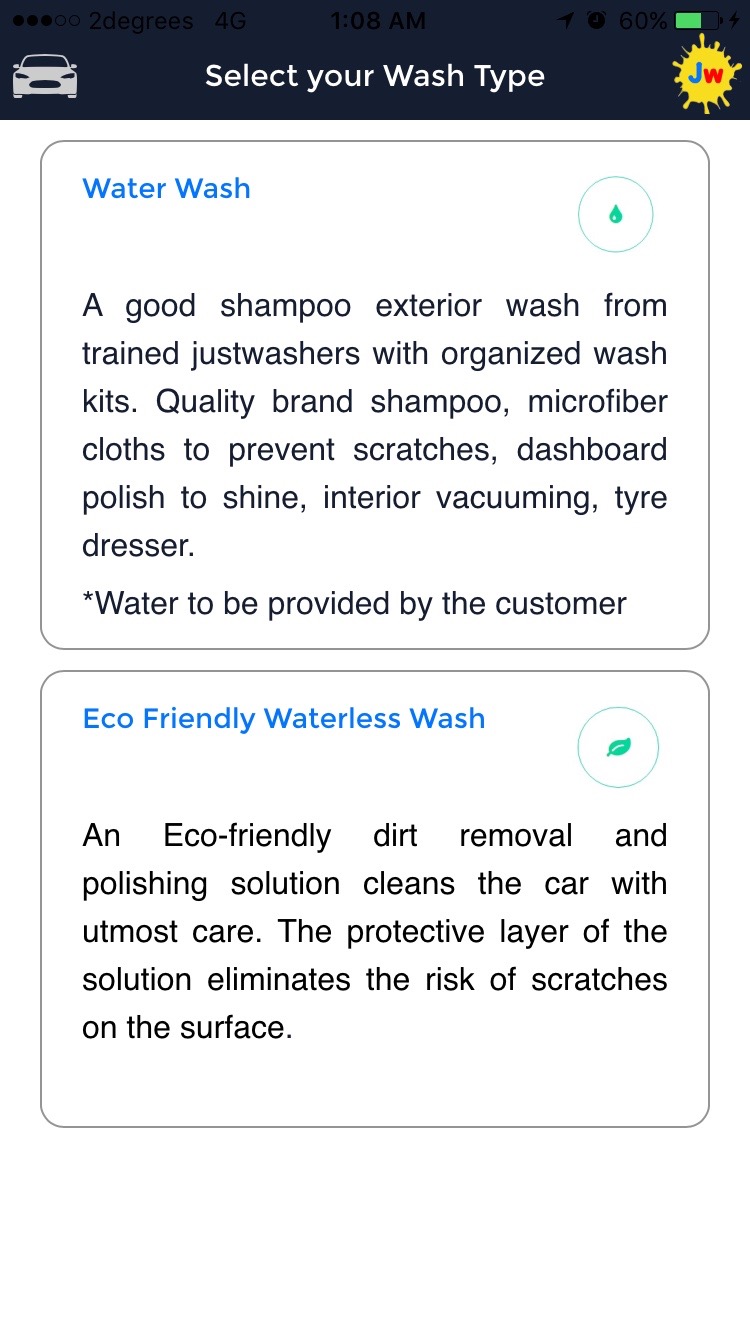 2degrees 4G 1:08 AM 60%
Select your Wash Type
Jw
Water Wash
A good shampoo exterior wash from
trained justwashers with organized wash
kits. Quality brand shampoo, microfiber
cloths to prevent scratches, dashboard
polish to shine, interior vacuuming, tyre
dresser.
*Water to be provided by the customer
Eco Friendly Waterless Wash
An Eco-friendly dirt removal and
polishing solution cleans the car with
utmost care. The protective layer of the
solution eliminates the risk of scratches
on the surface.